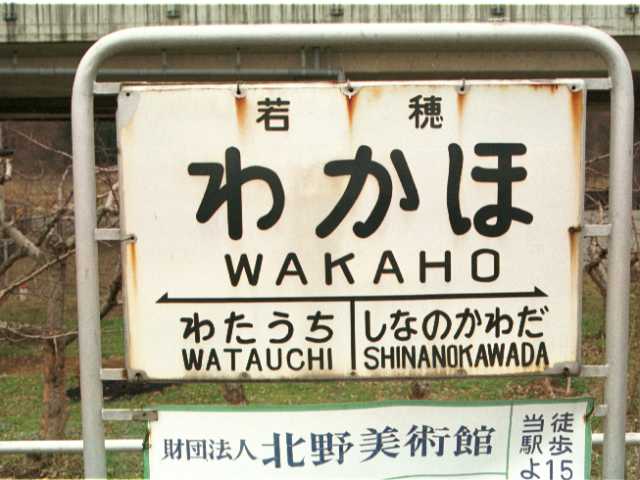 若穂
わかほ
WAKAHO
わたうち しなのかわだ
WATAUCHI SHINANOKAWADA
財団法人 北野美術館
徒歩15
当駅よ